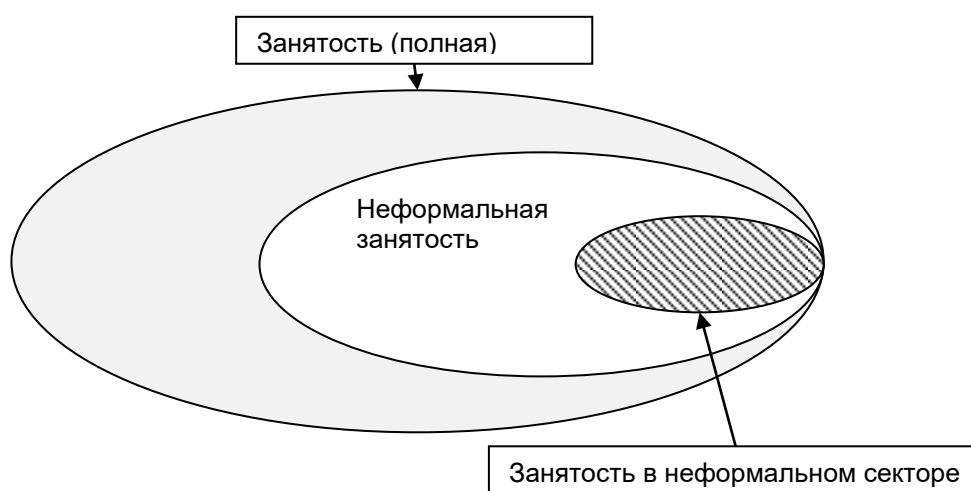 Занятость (полная)
Неформальная
занятость
Занятость в неформальном секторе